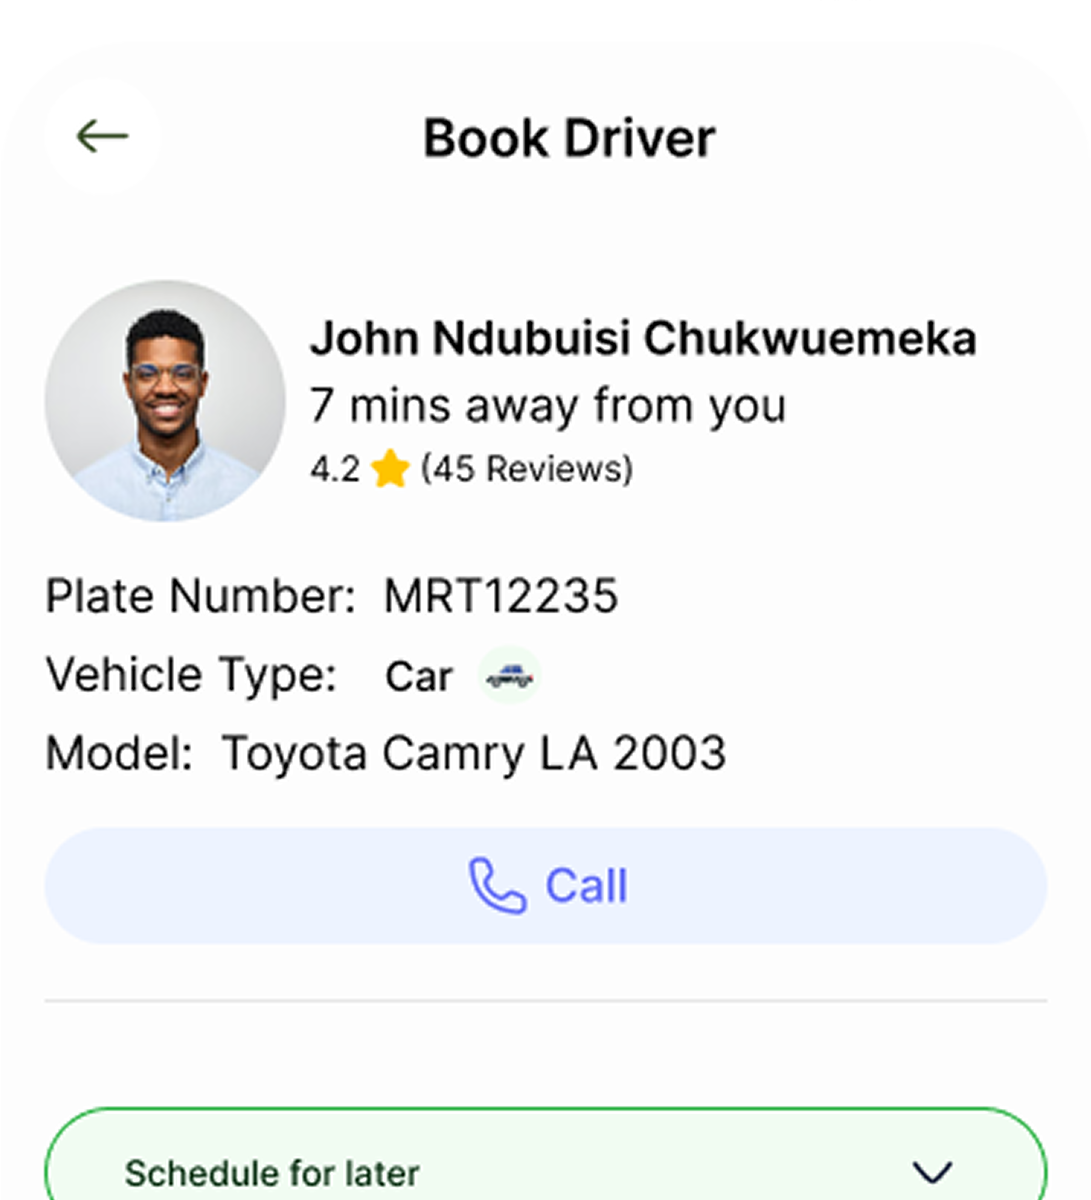 Book Driver
John Ndubuisi Chukwuemeka
7 mins away from you
4.2 (45 Reviews)
Plate Number: MRT12235
Vehicle Type: Car
Model: Toyota Camry LA 2003
Call
Schedule for later